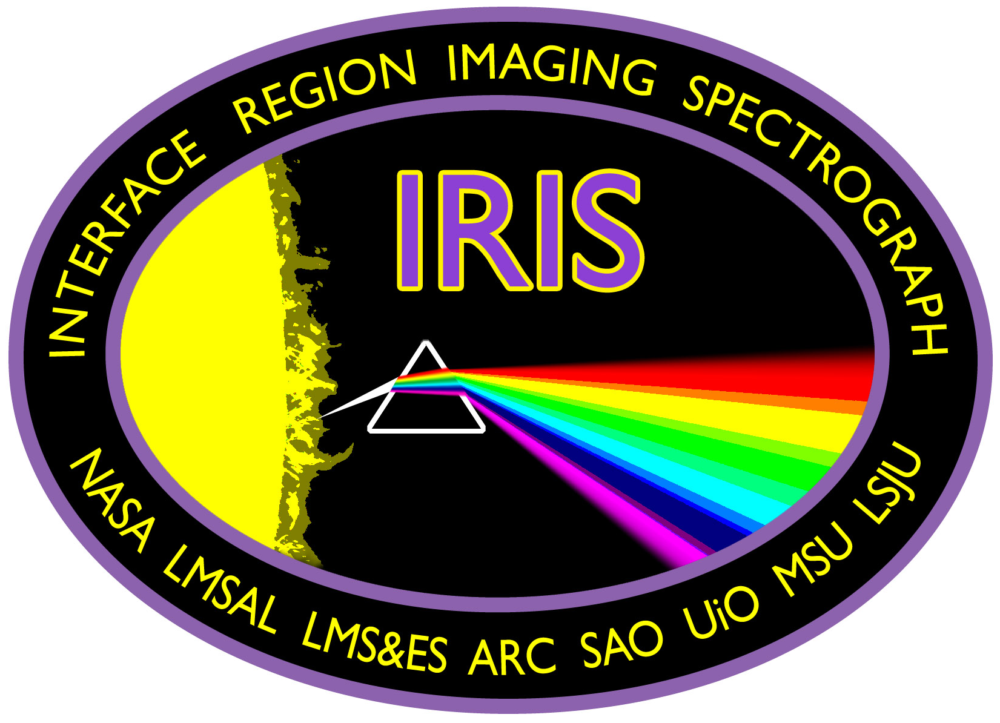 INTERFACE REGION IMAGING SPECTROGRAPH
IRIS
NASA LMSAL LMS&ES ARC SAO UiO MSU LSJU